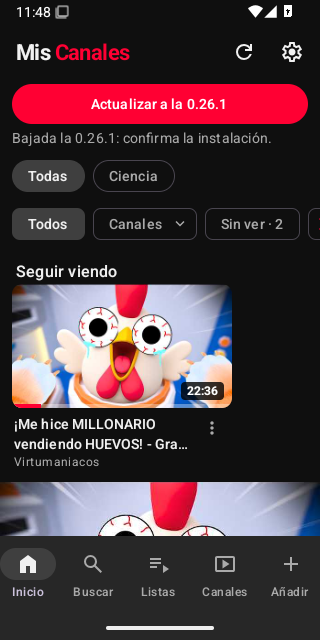 11:48
Mis Canales
Actualizar a la 0.26.1
Bajada la 0.26.1: confirma la instalación.
Todas
Ciencia
Todos
Canales
Sin ver · 2
Seguir viendo
22:36
¡Me hice MILLONARIO
vendiendo HUEVOS! - Gra...
Virtumaniacos
Inicio
Buscar
Listas
Canales
Añadir